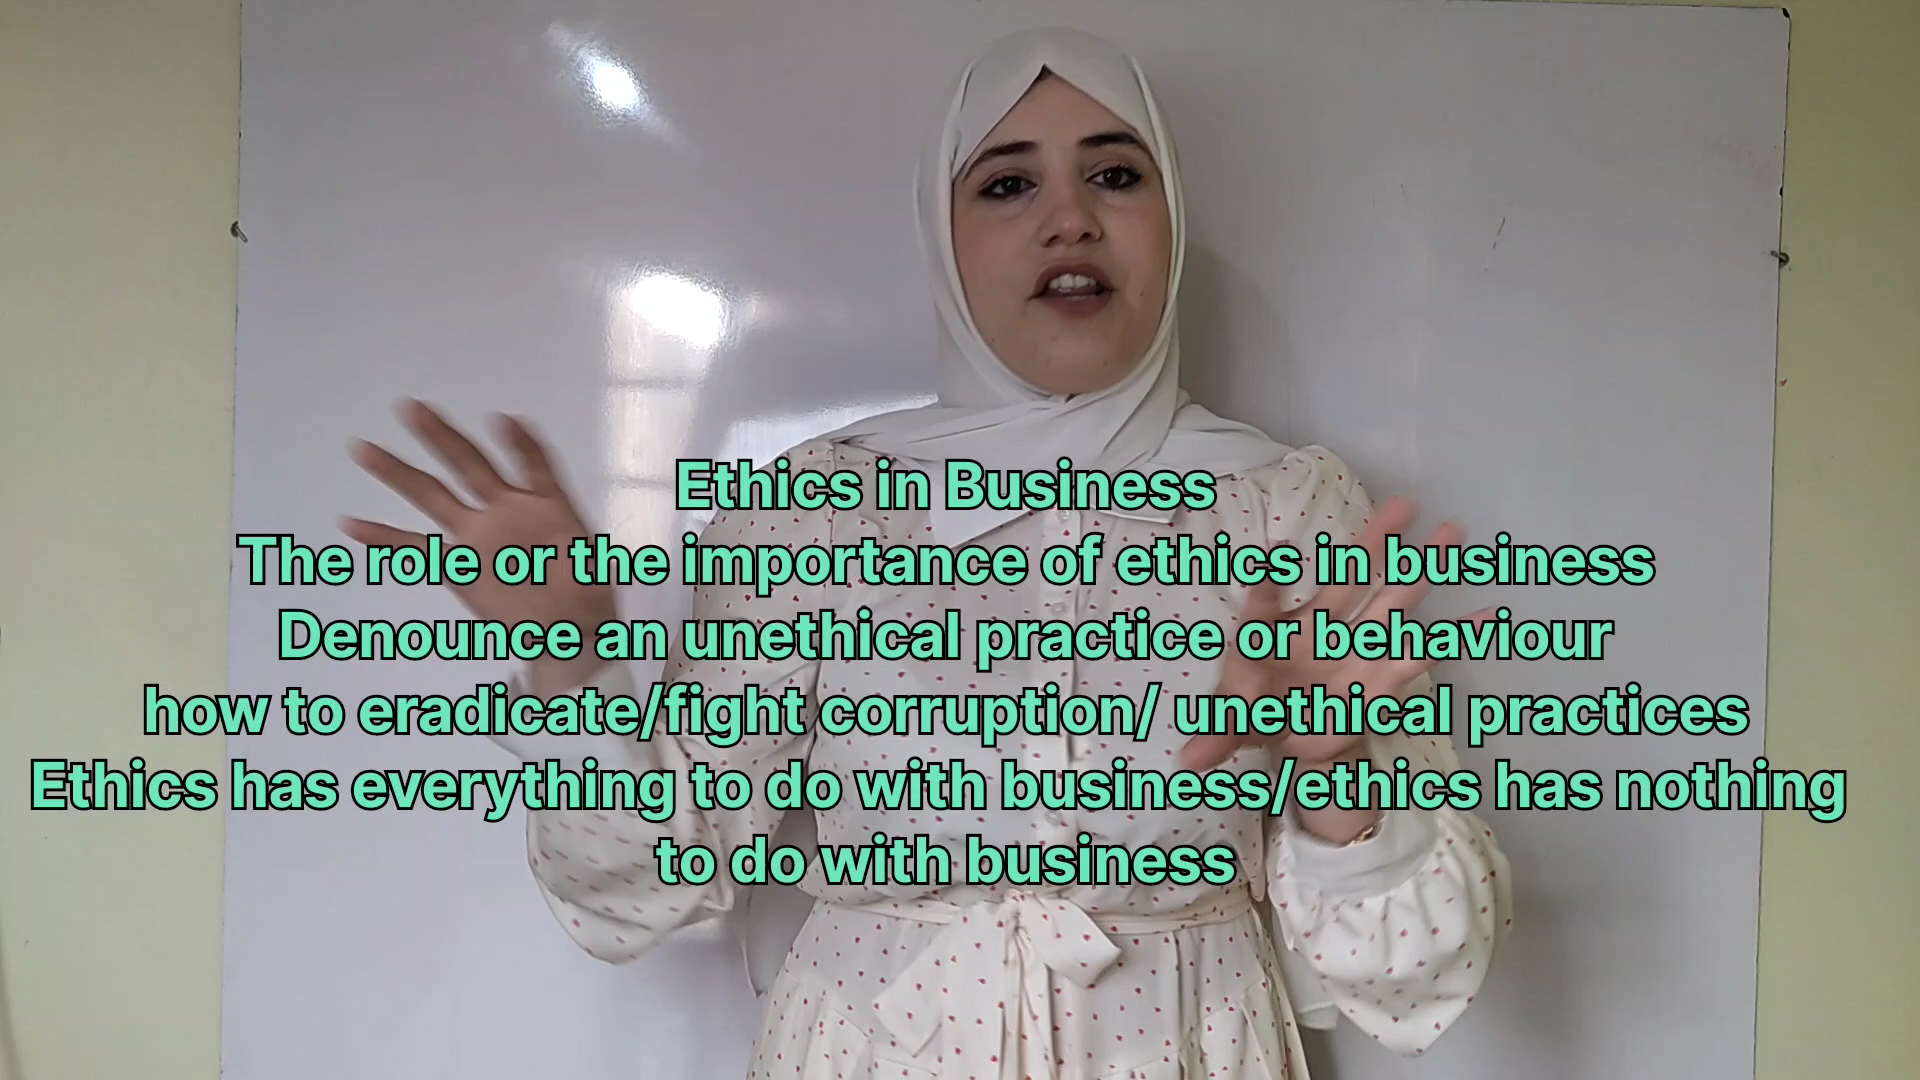 Ethics in Business
The role or the importance of ethics in business
Denounce an unethical practice or behaviour
how to eradicate/fight corruption/ unethical practices
Ethics has everything to do with business/ethics has nothing
to do with business